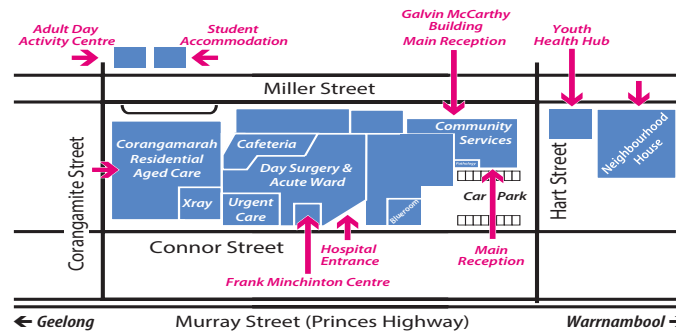 Adult Day
Activity Centre
Student
Accommodation
Galvin McCarthy
Building
Main Reception
Youth
Health Hub
Miller Street
Corangamite Street
Corangamarah
Residential
Aged Care
Xray
Cafeteria
Day Surgery &
Acute Ward
Urgent
Care
Blueroom
Community
Services
Pathology
Car Park
Hart Street
Neighbourhood
House
Connor Street
Hospital
Entrance
Main
Reception
Frank Minchinton Centre
Geelong
Murray Street (Princes Highway)
Warrnambool